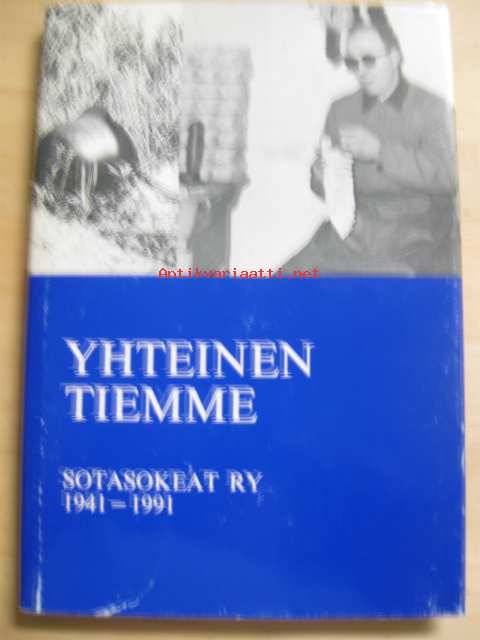 Antikvariaatti.net
YHTEINEN
TIEMME
SOTASOKEAT RY
1941–1991